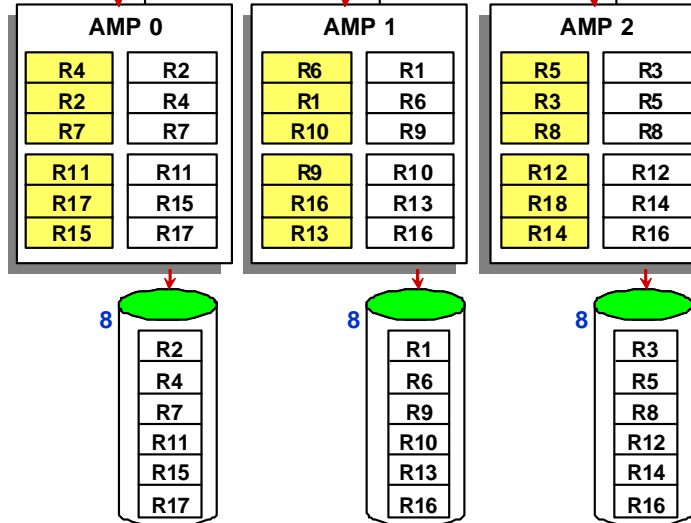 AMP 0 AMP 1 AMP 2
R4 R2 R6 R1 R5 R3
R2 R4 R1 R6 R3 R5
R7 R7 R10 R9 R8 R8
R11 R11 R9 R10 R12 R12
R17 R15 R16 R13 R18 R14
R15 R17 R13 R16 R14 R16
8 8 8
R2 R1 R3
R4 R6 R5
R7 R9 R8
R11 R10 R12
R15 R13 R14
R17 R16 R16